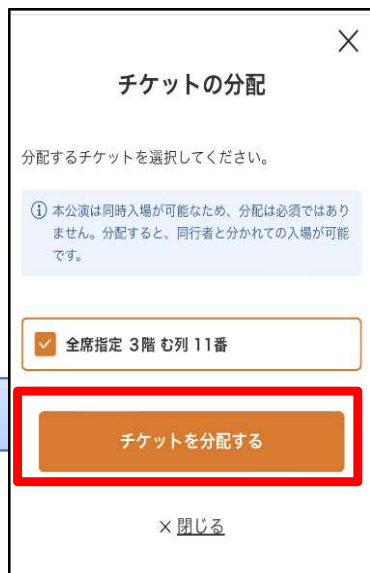 チケットの分配
分配するチケットを選択してください。
本公演は同時入場が可能なため、分配は必須ではあり
ません。分配すると、同行者と分かれての入場が可能
です。
全席指定 3階 む列 11番
チケットを分配する
× 閉じる